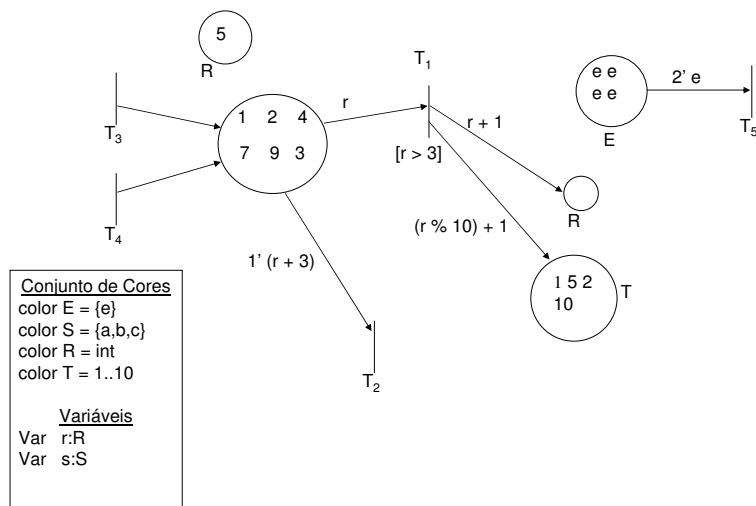 5
R
T1
e e
e e
2' e
E
T5
r
r + 1
[r > 3]
T3
1 2 4
7 9 3
T4
R
(r % 10) + 1
1' (r + 3)
1 5 2
10
T
T2
Conjunto de Cores
color E = {e}
color S = {a,b,c}
color R = int
color T = 1..10
Variáveis
Var r:R
Var s:S